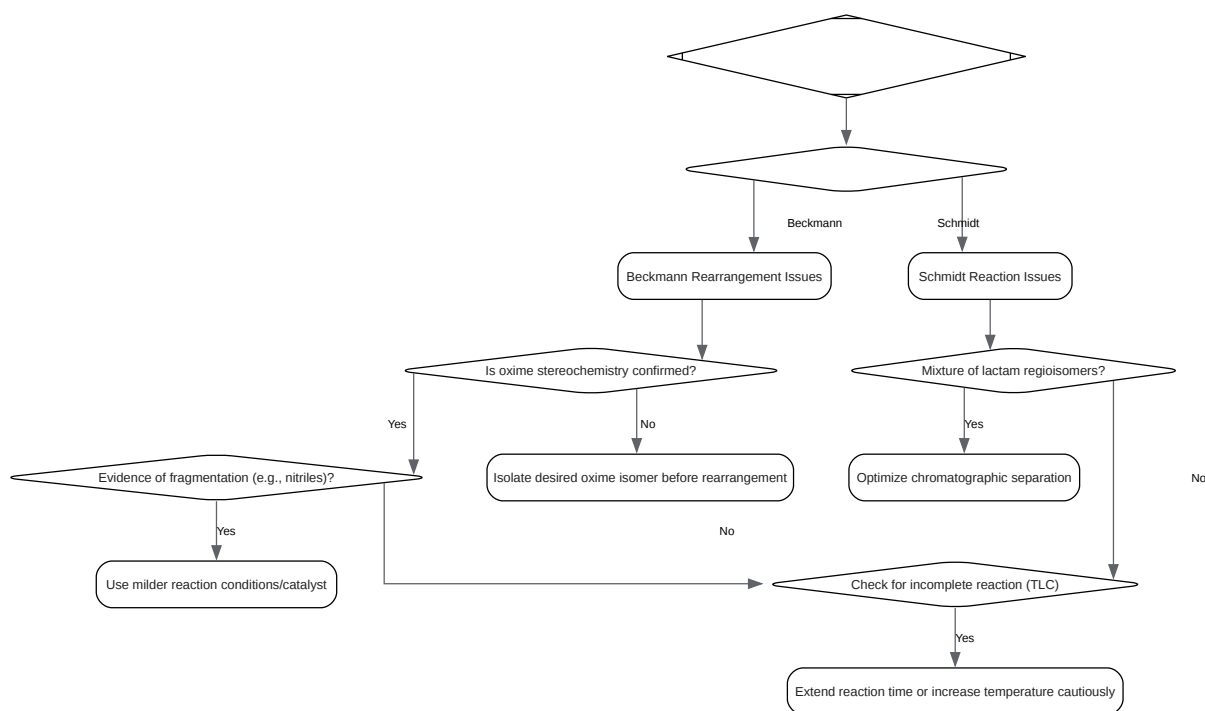 Beckmann
Schmidt
Beckmann Rearrangement Issues
Schmidt Reaction Issues
Is oxime stereochemistry confirmed?
Mixture of lactam regioisomers?
Yes
No
Yes
Evidence of fragmentation (e.g., nitriles)?
Isolate desired oxime isomer before rearrangement
Optimize chromatographic separation
No
Yes
No
Use milder reaction conditions/catalyst
Check for incomplete reaction (TLC)
Yes
Extend reaction time or increase temperature cautiously